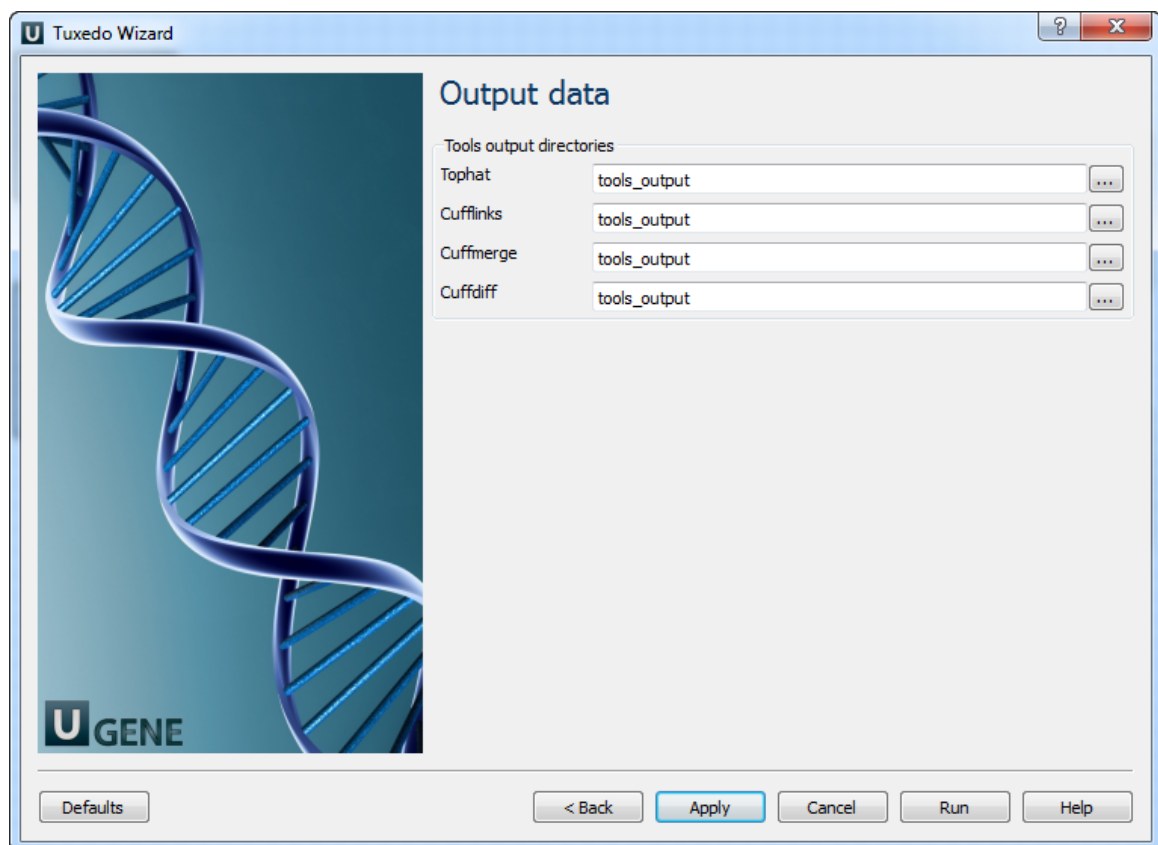 U Tuxedo Wizard
? X
Output data
Tools output directories
Tophat tools_output ...
Cufflinks tools_output ...
Cuffmerge tools_output ...
Cuffdiff tools_output ...
U GENE
Defaults < Back Apply Cancel Run Help